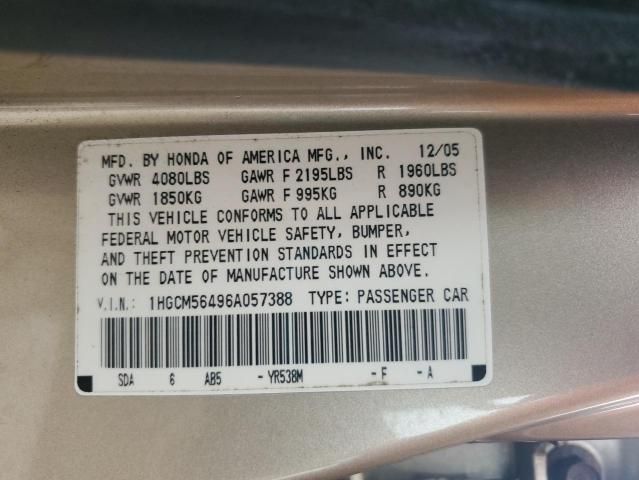 MFD. BY HONDA OF AMERICA MFG., INC. 12/05
GVWR 4080LBS GAWR F 2195LBS R 1960LBS
GVWR 1850KG GAWR F 995KG R 890KG
THIS VEHICLE CONFORMS TO ALL APPLICABLE
FEDERAL MOTOR VEHICLE SAFETY, BUMPER,
AND THEFT PREVENTION STANDARDS IN EFFECT
ON THE DATE OF MANUFACTURE SHOWN ABOVE.
V.I.N.: 1HGCM56496A057388 TYPE: PASSENGER CAR
SDA 6 AB5 - YR538M - F - A